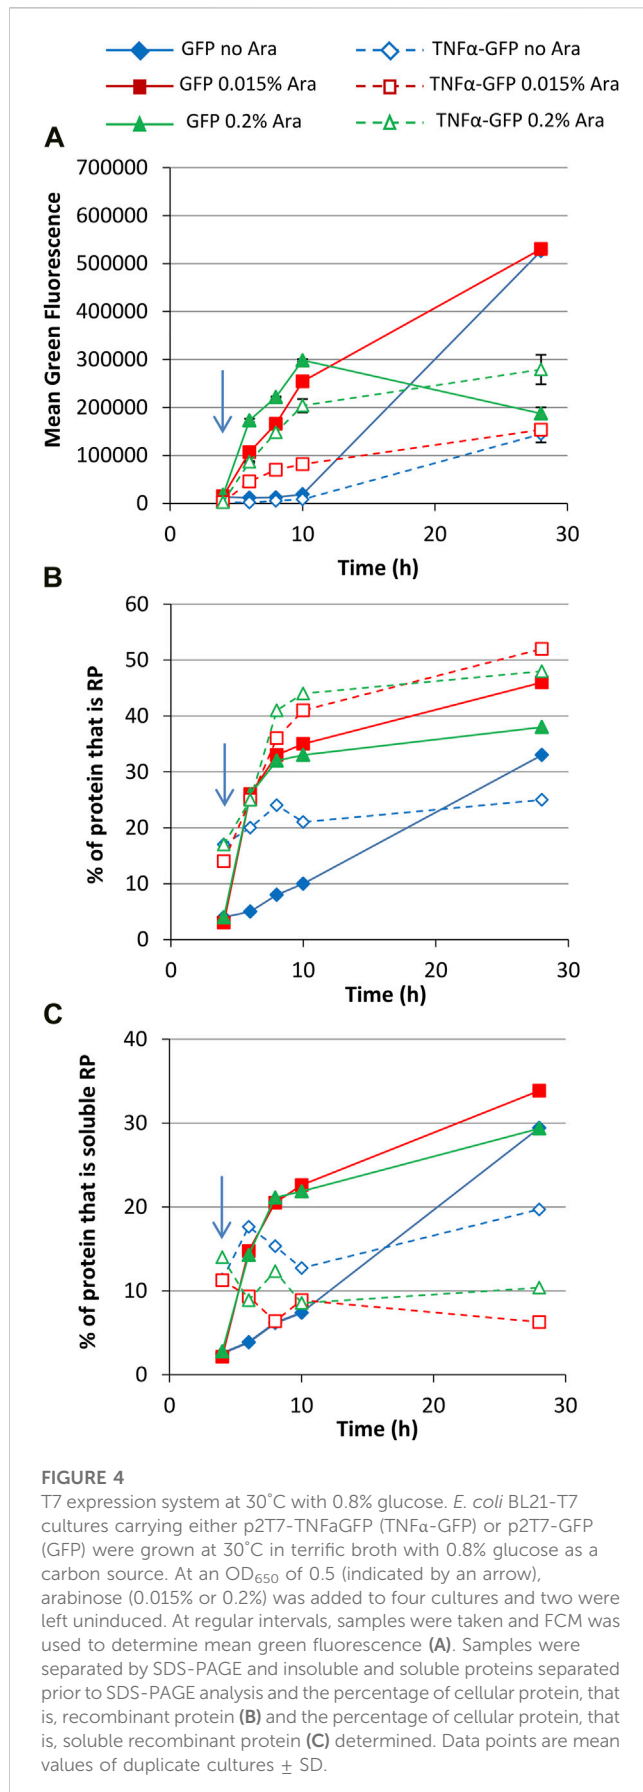 GFP no Ara
TNFα-GFP no Ara
GFP 0.015% Ara
TNFα-GFP 0.015% Ara
GFP 0.2% Ara
TNFα-GFP 0.2% Ara
A
700000
600000
500000
400000
300000
200000
100000
0
Mean Green Fluorescence
0 10 20 30
Time (h)
B
60
50
40
30
20
10
0
% of protein that is RP
0 10 20 30
Time (h)
C
40
30
20
10
0
% of protein that is soluble RP
0 10 20 30
Time (h)
FIGURE 4
T7 expression system at 30°C with 0.8% glucose. E. coli BL21-T7
cultures carrying either p2T7-TNFaGFP (TNFα-GFP) or p2T7-GFP
(GFP) were grown at 30°C in terrific broth with 0.8% glucose as a
carbon source. At an OD₆₅₀ of 0.5 (indicated by an arrow),
arabinose (0.015% or 0.2%) was added to four cultures and two were
left uninduced. At regular intervals, samples were taken and FCM was
used to determine mean green fluorescence (A). Samples were
separated by SDS-PAGE and insoluble and soluble proteins separated
prior to SDS-PAGE analysis and the percentage of cellular protein, that
is, recombinant protein (B) and the percentage of cellular protein, that
is, soluble recombinant protein (C) determined. Data points are mean
values of duplicate cultures ± SD.